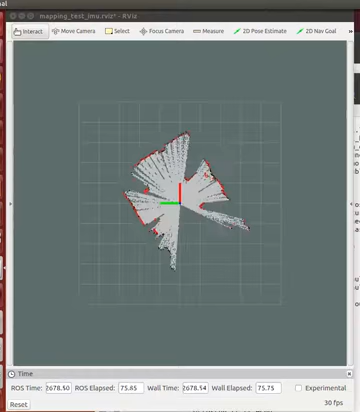 nal
mapping_test_imu.rviz* - RViz
Interact Move Camera Select Focus Camera Measure 2D Pose Estimate 2D Nav Goal »
Time
ROS Time: 2678.50 ROS Elapsed: 75.85 Wall Time: 2678.54 Wall Elapsed: 75.75 Experimental
Reset 30 fps